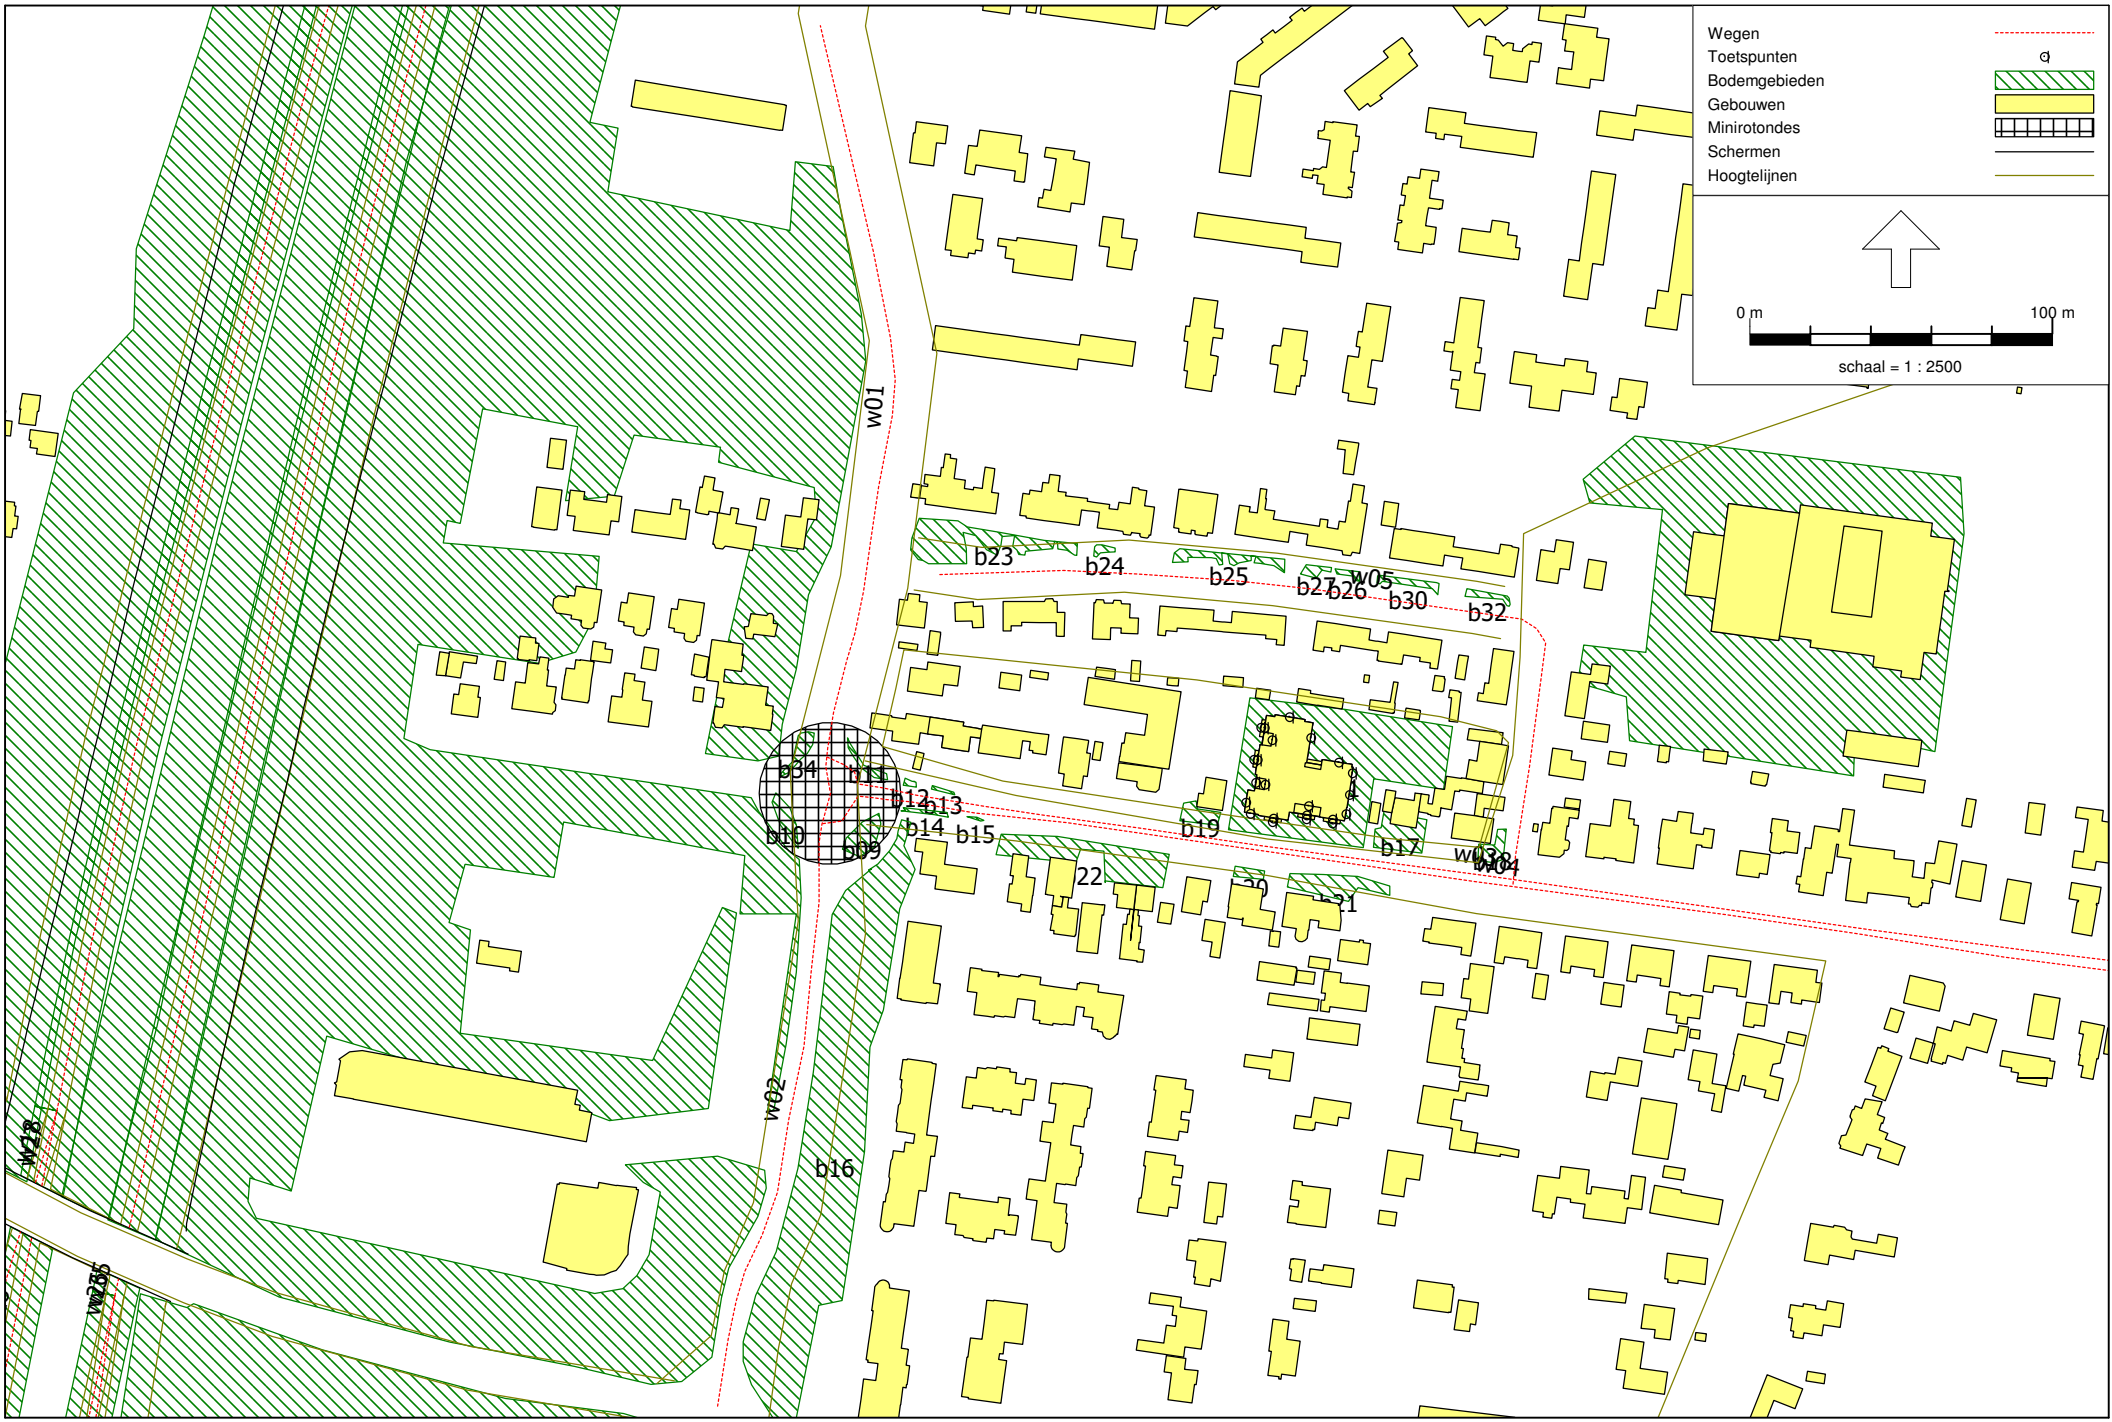 Wegen
Toetspunten
Bodemgebieden
Gebouwen
Minirotondes
Schermen
Hoogtelijnen
0 m 100 m
schaal = 1 : 2500
w01
b23
b24
b25
b27
b26
w05
b30
b32
b34
b11
b12
b13
b10
b09
b14
b15
b19
b17
w04
22
b16
w02